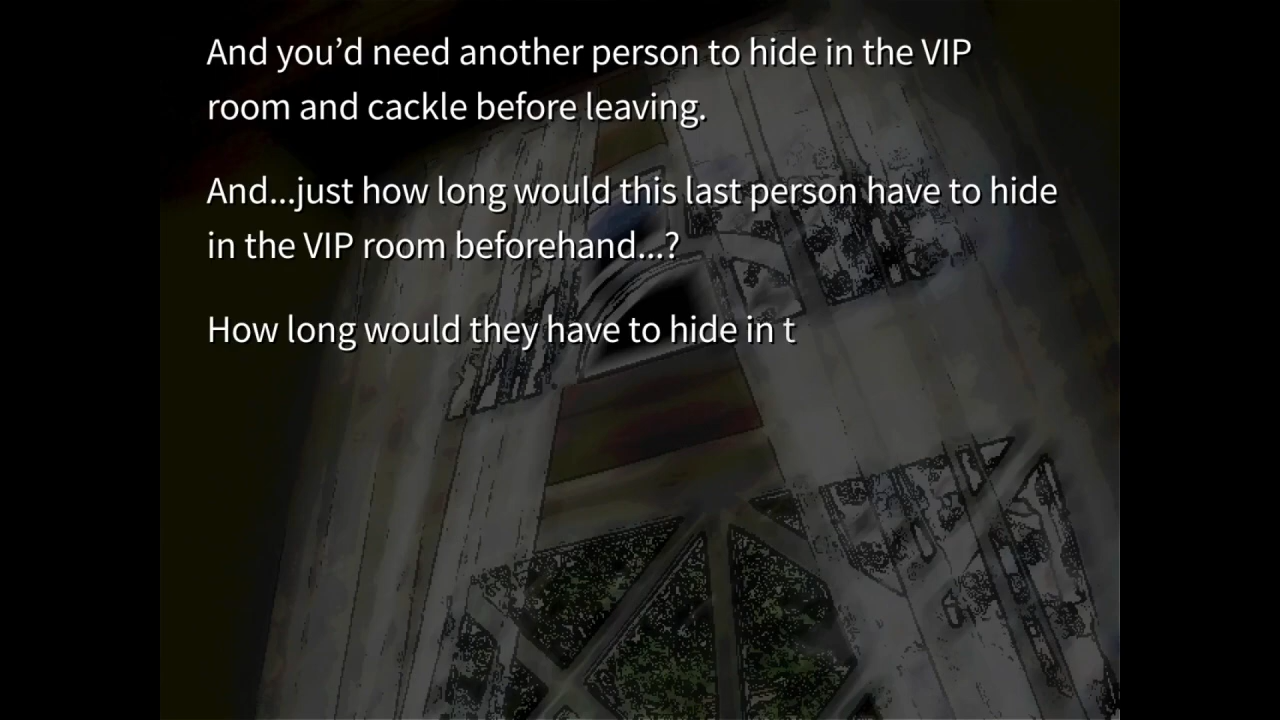 And you’d need another person to hide in the VIP
room and cackle before leaving.
And...just how long would this last person have to hide
in the VIP room beforehand...?
How long would they have to hide in t